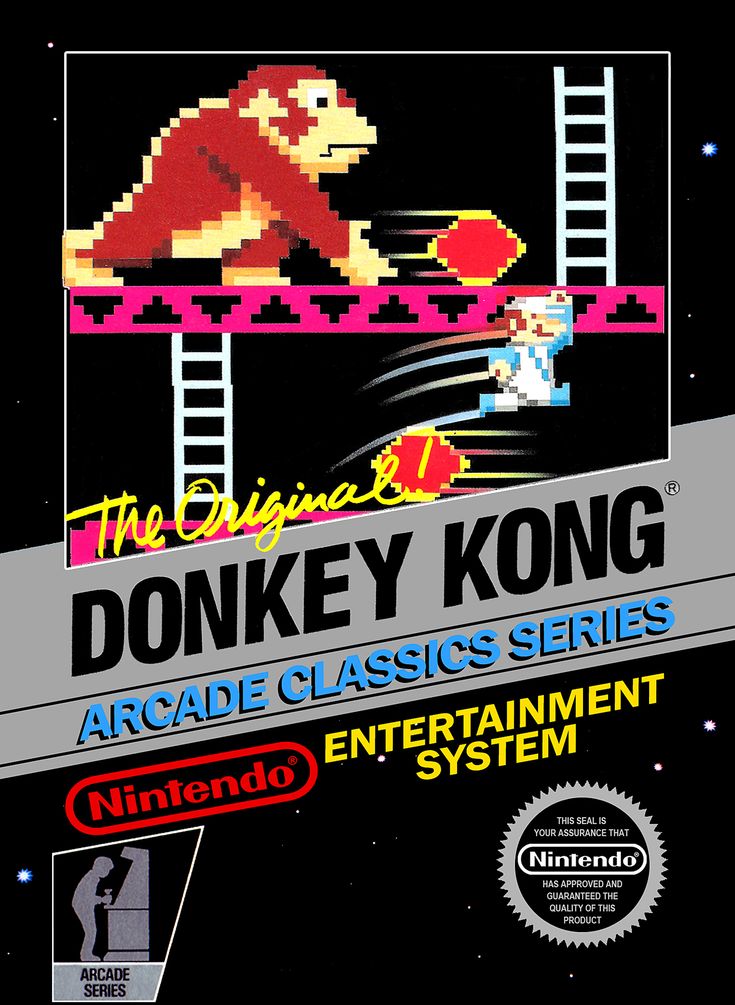 The Original!
DONKEY KONG®
ARCADE CLASSICS SERIES
Nintendo®
ENTERTAINMENT
SYSTEM
THIS SEAL IS
YOUR ASSURANCE THAT
Nintendo®
HAS APPROVED AND
GUARANTEED THE
QUALITY OF THIS
PRODUCT
ARCADE
SERIES